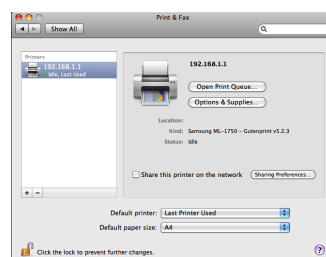 Print & Fax
Show All
Printers
192.168.1.1
Idle, Last Used
192.168.1.1
Open Print Queue...
Options & Supplies...
Location:
Kind: Samsung ML-1750 – Gutenprint v5.2.3
Status: Idle
Share this printer on the network
Sharing Preferences...
+ −
Default printer: Last Printer Used
Default paper size: A4
Click the lock to prevent further changes.
?